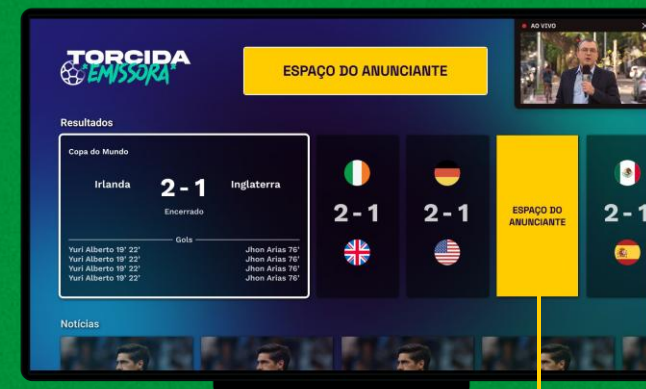 AO VIVO
TORCIDA
EMISSORA
ESPAÇO DO ANUNCIANTE
Resultados
Copa do Mundo
Irlanda 2-1 Inglaterra
Encerrado
Gols
Yuri Alberto 19' 22' Jhon Arias 76'
Yuri Alberto 19' 22' Jhon Arias 76'
Yuri Alberto 19' 22' Jhon Arias 76'
Yuri Alberto 19' 22' Jhon Arias 76'
2-1
2-1
ESPAÇO DO
ANUNCIANTE
2-1
Notícias